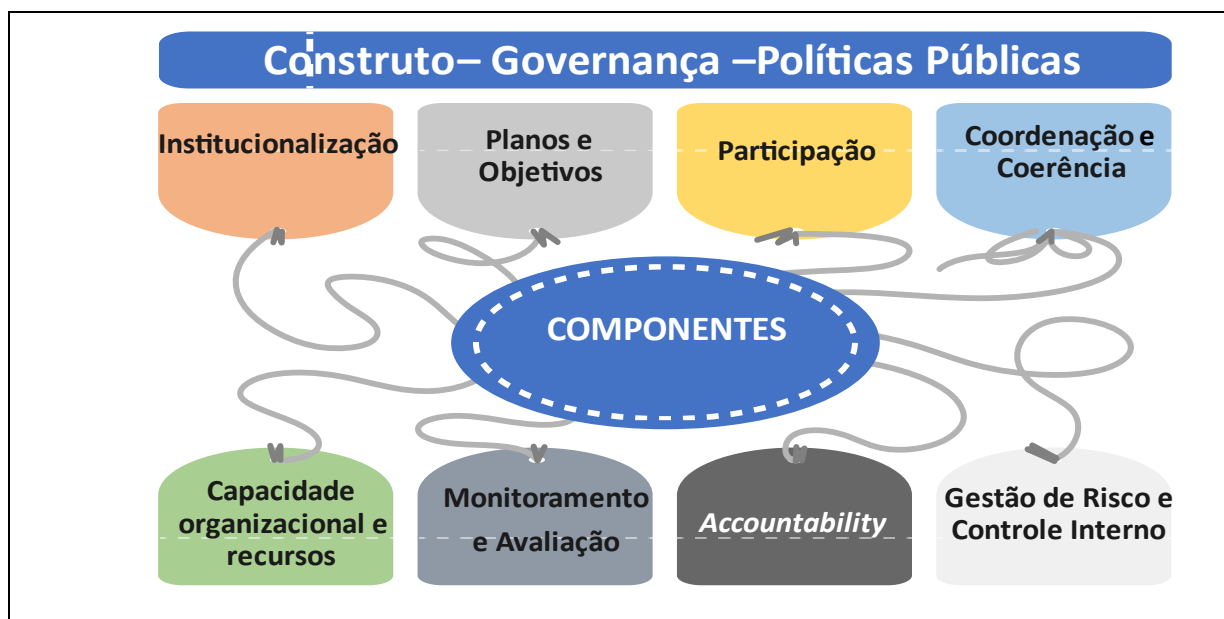 Construto– Governança –Políticas Públicas
Institucionalização
Planos e
Objetivos
Participação
Coordenação e
Coerência
COMPONENTES
Capacidade
organizacional e
recursos
Monitoramento
e Avaliação
Accountability
Gestão de Risco e
Controle Interno